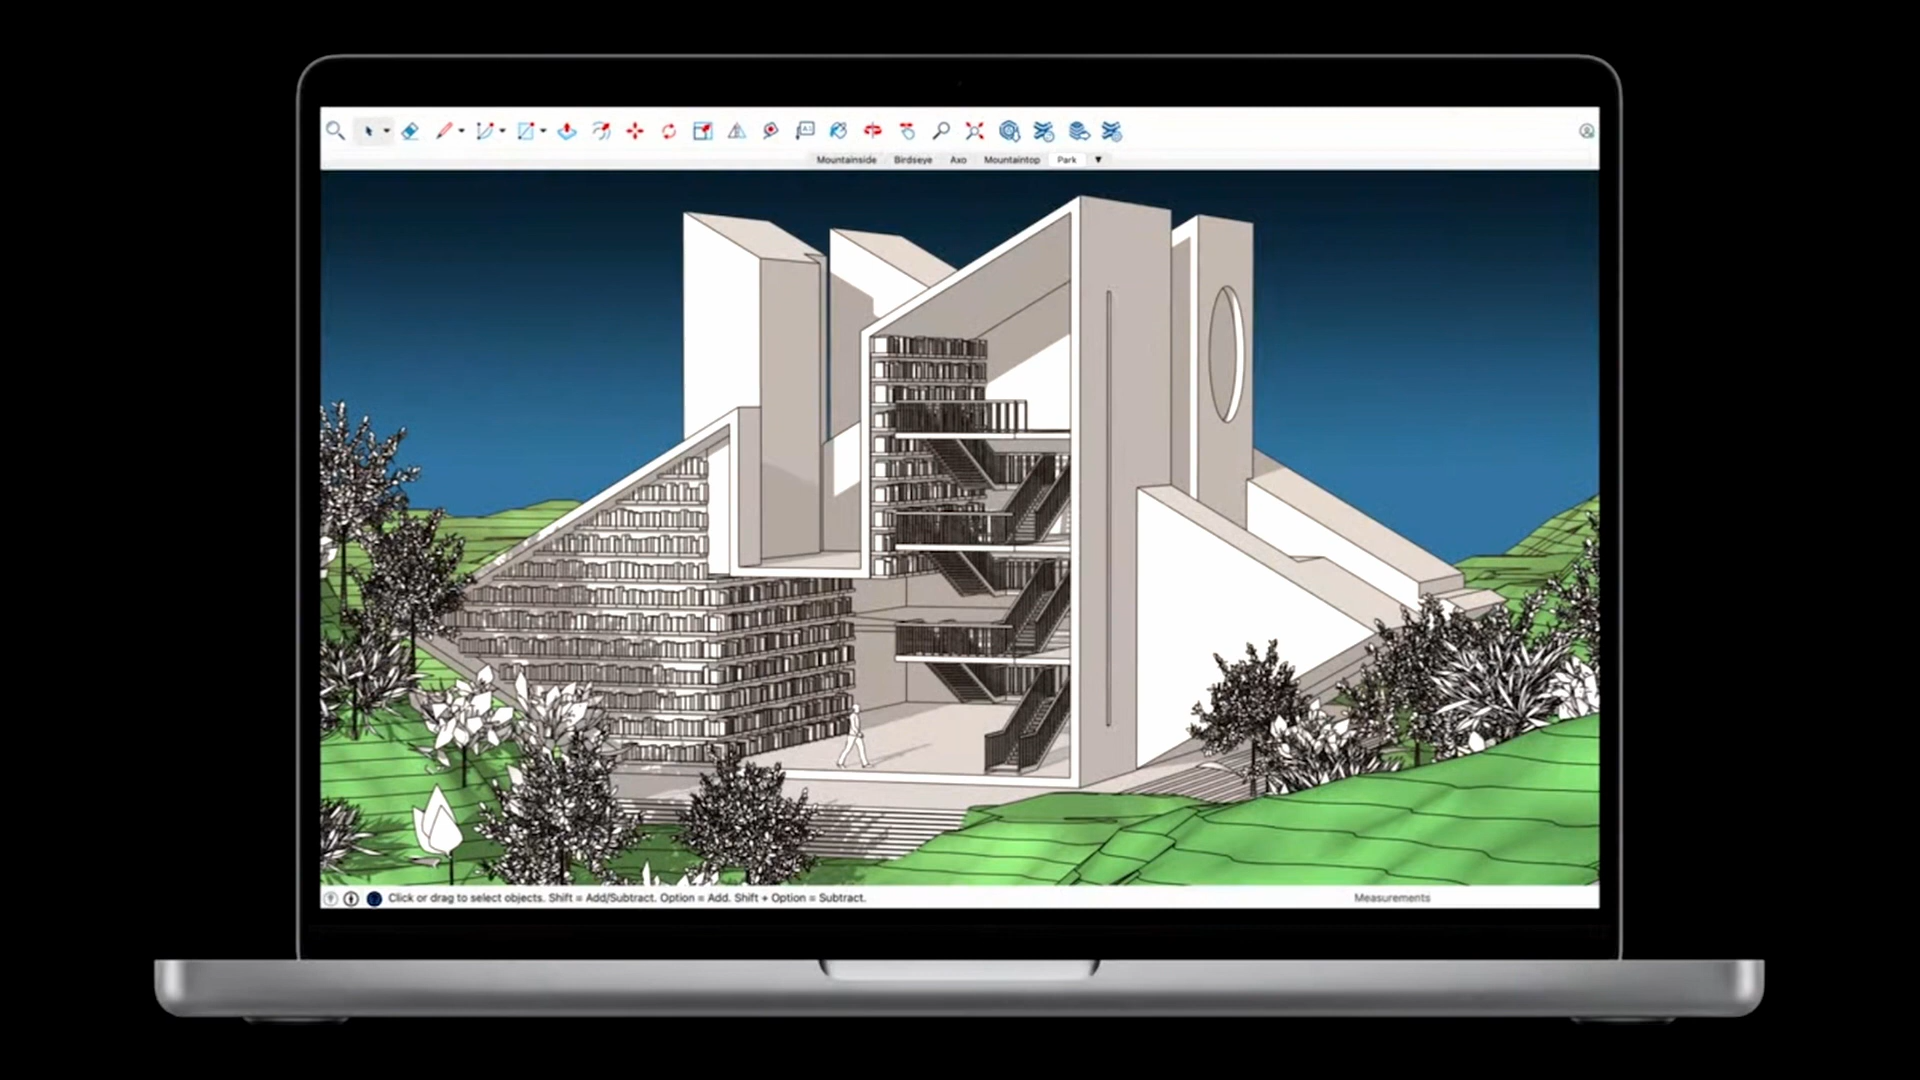 Mountainside Birdseye Axo Mountaintop Park
Click or drag to select objects. Shift = Add/Subtract. Option = Add. Shift + Option = Subtract.
Measurements